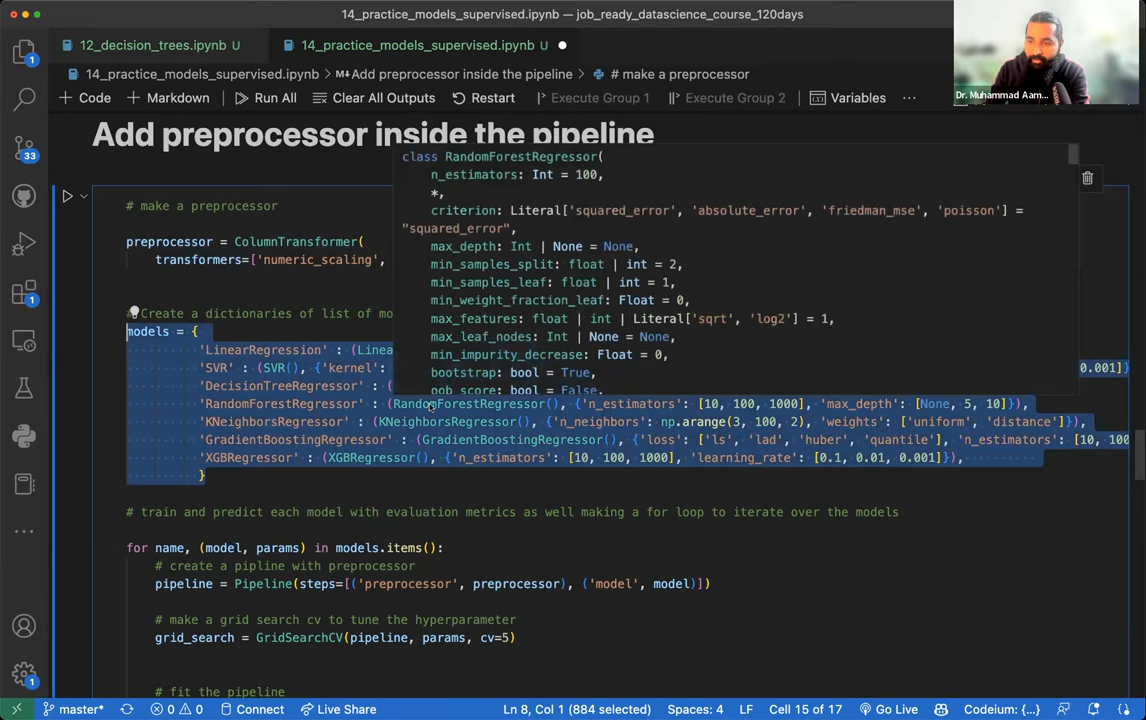 14_practice_models_supervised.ipynb — job_ready_datascience_course_120days
12_decision_trees.ipynb U
14_practice_models_supervised.ipynb U
14_practice_models_supervised.ipynb > M↓Add preprocessor inside the pipeline > # make a preprocessor
+ Code + Markdown Run All Clear All Outputs Restart Execute Group 1 Execute Group 2 Variables ...
Dr. Muhammad Aam...
Add preprocessor inside the pipeline
# make a preprocessor
preprocessor = ColumnTransformer(
transformers=['numeric_scaling',
# Create a dictionaries of list of mo
models = {
'LinearRegression' : (Linea
'SVR' : (SVR(), {'kernel':
0.001]}
'DecisionTreeRegressor' : (
class RandomForestRegressor(
n_estimators: Int = 100,
*,
criterion: Literal['squared_error', 'absolute_error', 'friedman_mse', 'poisson'] =
"squared_error",
max_depth: Int | None = None,
min_samples_split: float | int = 2,
min_samples_leaf: float | int = 1,
min_weight_fraction_leaf: Float = 0,
max_features: float | int | Literal['sqrt', 'log2'] = 1,
max_leaf_nodes: Int | None = None,
min_impurity_decrease: Float = 0,
bootstrap: bool = True,
oob_score: bool = False,
'RandomForestRegressor' : (RandomForestRegressor(), {'n_estimators': [10, 100, 1000], 'max_depth': [None, 5, 10]}),
'KNeighborsRegressor' : (KNeighborsRegressor(), {'n_neighbors': np.arange(3, 100, 2), 'weights': ['uniform', 'distance']}),
'GradientBoostingRegressor' : (GradientBoostingRegressor(), {'loss': ['ls', 'lad', 'huber', 'quantile'], 'n_estimators': [10, 100
'XGBRegressor' : (XGBRegressor(), {'n_estimators': [10, 100, 1000], 'learning_rate': [0.1, 0.01, 0.001]}),
}
# train and predict each model with evaluation metrics as well making a for loop to iterate over the models
for name, (model, params) in models.items():
# create a pipline with preprocessor
pipeline = Pipeline(steps=[('preprocessor', preprocessor), ('model', model)])
# make a grid search cv to tune the hyperparameter
grid_search = GridSearchCV(pipeline, params, cv=5)
# fit the pipeline
1
33
1
1
master* 0 0 Connect Live Share Ln 8, Col 1 (884 selected) Spaces: 4 LF Cell 15 of 17 Go Live Codeium: {...}